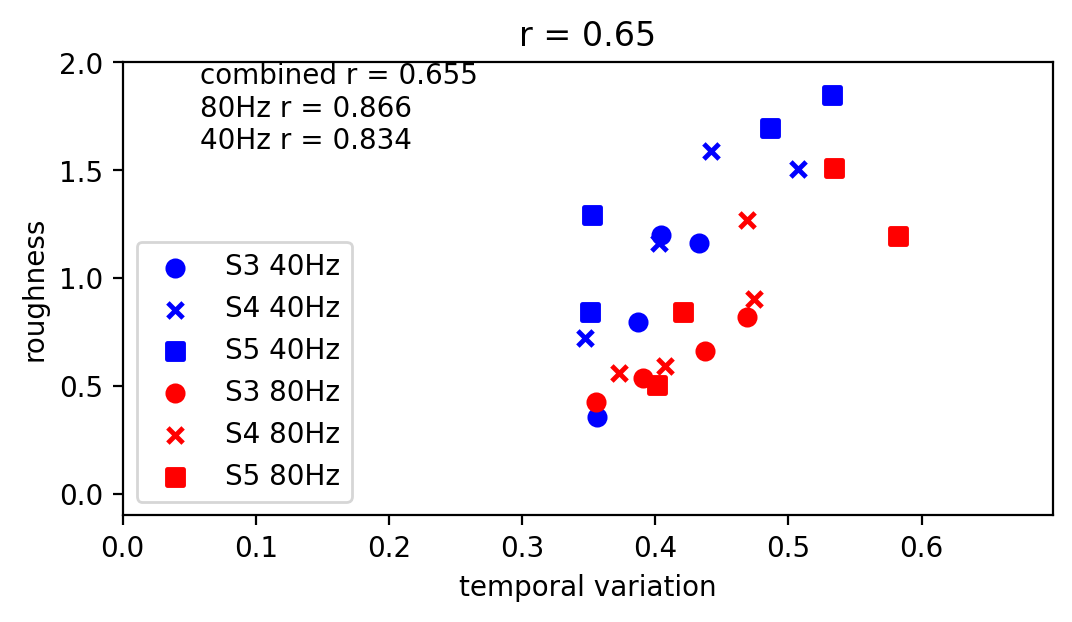 r = 0.65
combined r = 0.655
80Hz r = 0.866
40Hz r = 0.834
2.0
1.5
1.0
0.5
0.0
roughness
S3 40Hz
S4 40Hz
S5 40Hz
S3 80Hz
S4 80Hz
S5 80Hz
0.0 0.1 0.2 0.3 0.4 0.5 0.6
temporal variation